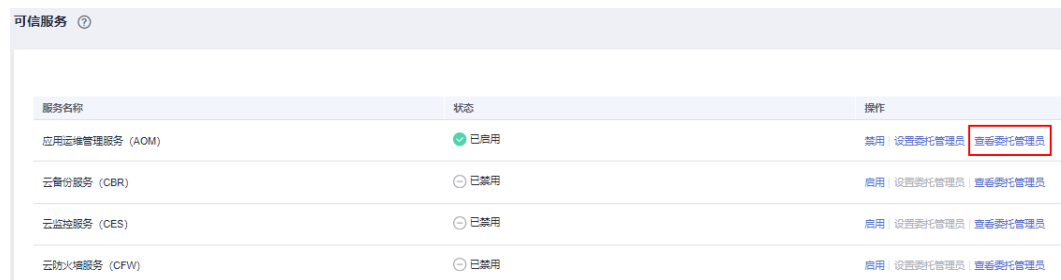 可信服务 ?
服务名称 状态 操作
应用运维管理服务（AOM） 已启用 禁用 | 设置委托管理员 | 查看委托管理员
云备份服务（CBR） 已禁用 启用 | 设置委托管理员 | 查看委托管理员
云监控服务（CES） 已禁用 启用 | 设置委托管理员 | 查看委托管理员
云防火墙服务（CFW） 已禁用 启用 | 设置委托管理员 | 查看委托管理员